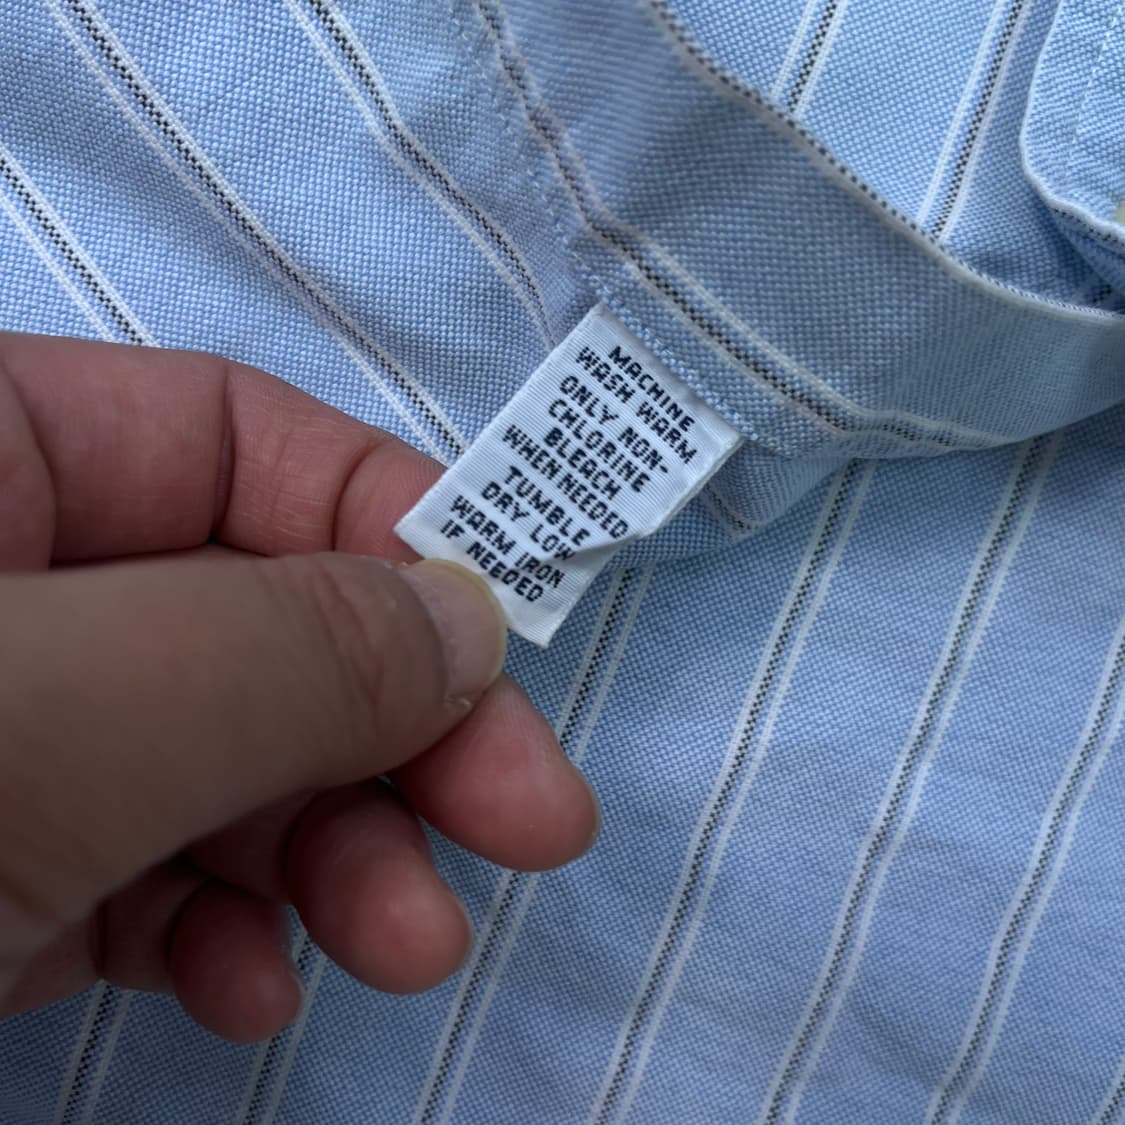 MACHINE
WASH WARM
ONLY NON-
CHLORINE
BLEACH
WHEN NEEDED
TUMBLE
DRY LOW
WARM IRON
IF NEEDED